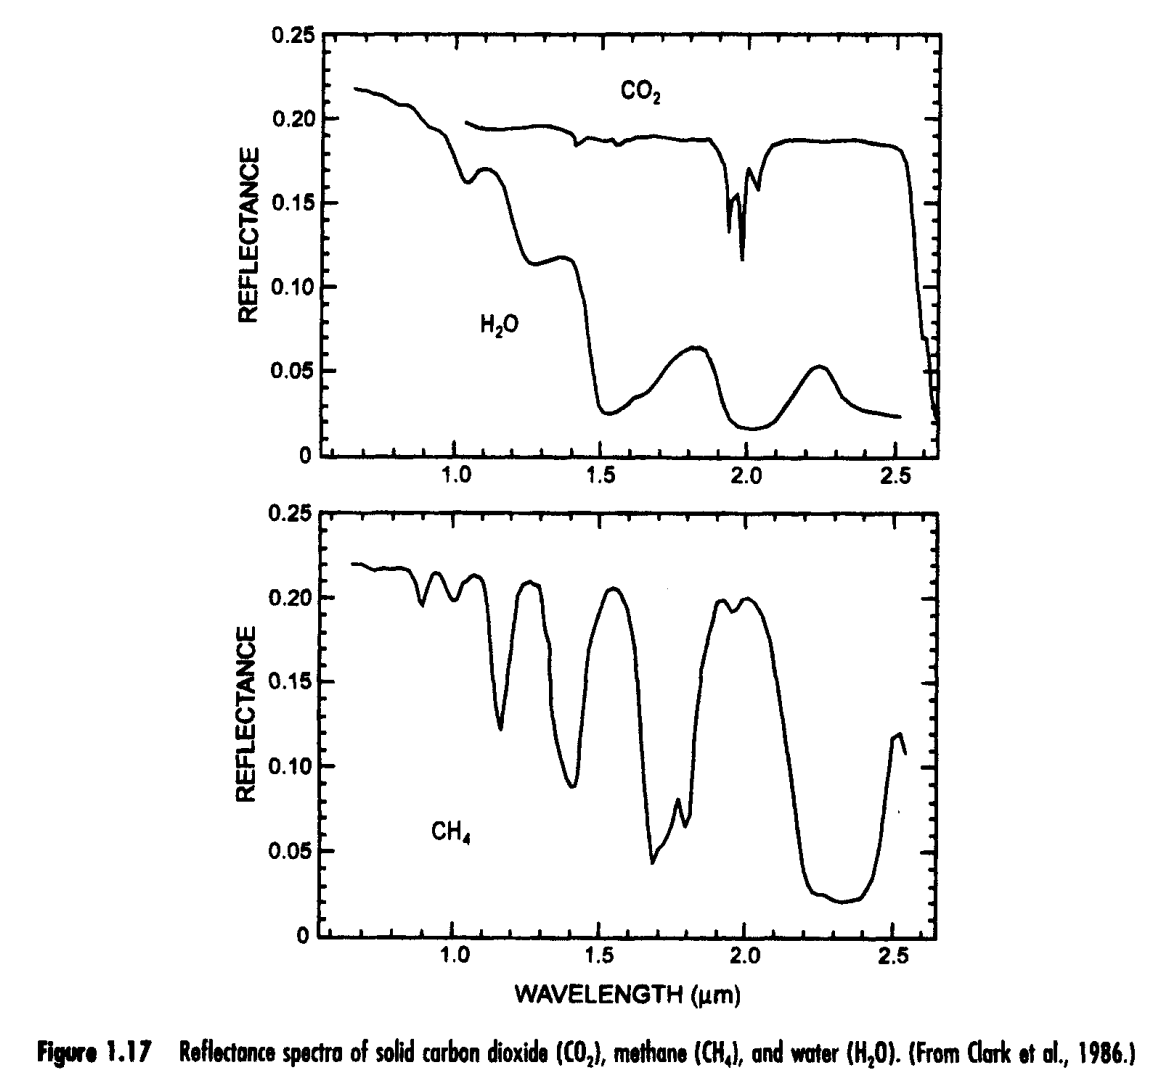 0.25
CO₂
0.20
0.15
REFLECTANCE
0.10
H₂O
0.05
0
1.0 1.5 2.0 2.5
0.25
0.20
0.15
REFLECTANCE
0.10
CH₄
0.05
0
1.0 1.5 2.0 2.5
WAVELENGTH (μm)
Figure 1.17 Reflectance spectra of solid carbon dioxide (CO₂), methane (CH₄), and water (H₂O). (From Clark et al., 1986.)